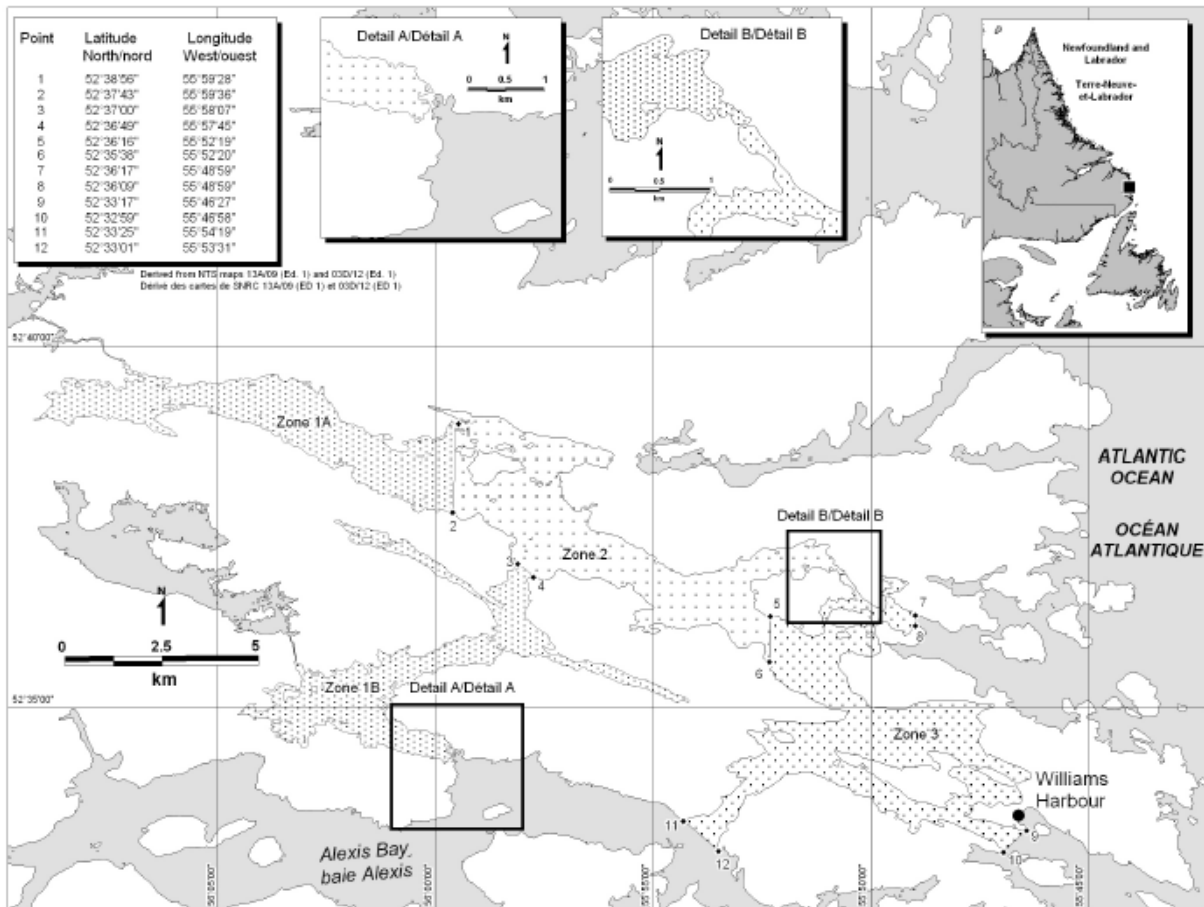 Point Latitude Longitude
North/nord West/ouest
1 52°38'56" 55°59'28"
2 52°37'43" 55°59'36"
3 52°37'00" 55°58'07"
4 52°36'49" 55°57'45"
5 52°36'16" 55°52'19"
6 52°35'38" 55°52'20"
7 52°36'17" 55°48'59"
8 52°36'09" 55°48'59"
9 52°33'17" 55°46'27"
10 52°32'59" 55°46'58"
11 52°33'25" 55°54'19"
12 52°33'01" 55°53'31"
Derived from NTS maps 13A/09 (Ed. 1) and 03D/12 (Ed. 1)
Dérivé des cartes de SNRC 13A/09 (ED 1) et 03D/12 (ED 1)
Detail A/Détail A
N
0 0.5 1
km
Detail B/Détail B
N
0 0.5 1
km
Newfoundland and
Labrador
Terre-Neuve-
et-Labrador
52°40'00"
Zone 1A
1
2
ATLANTIC
OCEAN
OCÉAN
ATLANTIQUE
Detail B/Détail B
Zone 2
3
4
5
6
7
8
N
0 2.5 5
km
Zone 1B
Detail A/Détail A
52°35'00"
Zone 3
Williams
Harbour
9
10
11
12
Alexis Bay
baie Alexis
56°05'00"
56°00'00"
55°55'00"
55°50'00"
55°45'00"